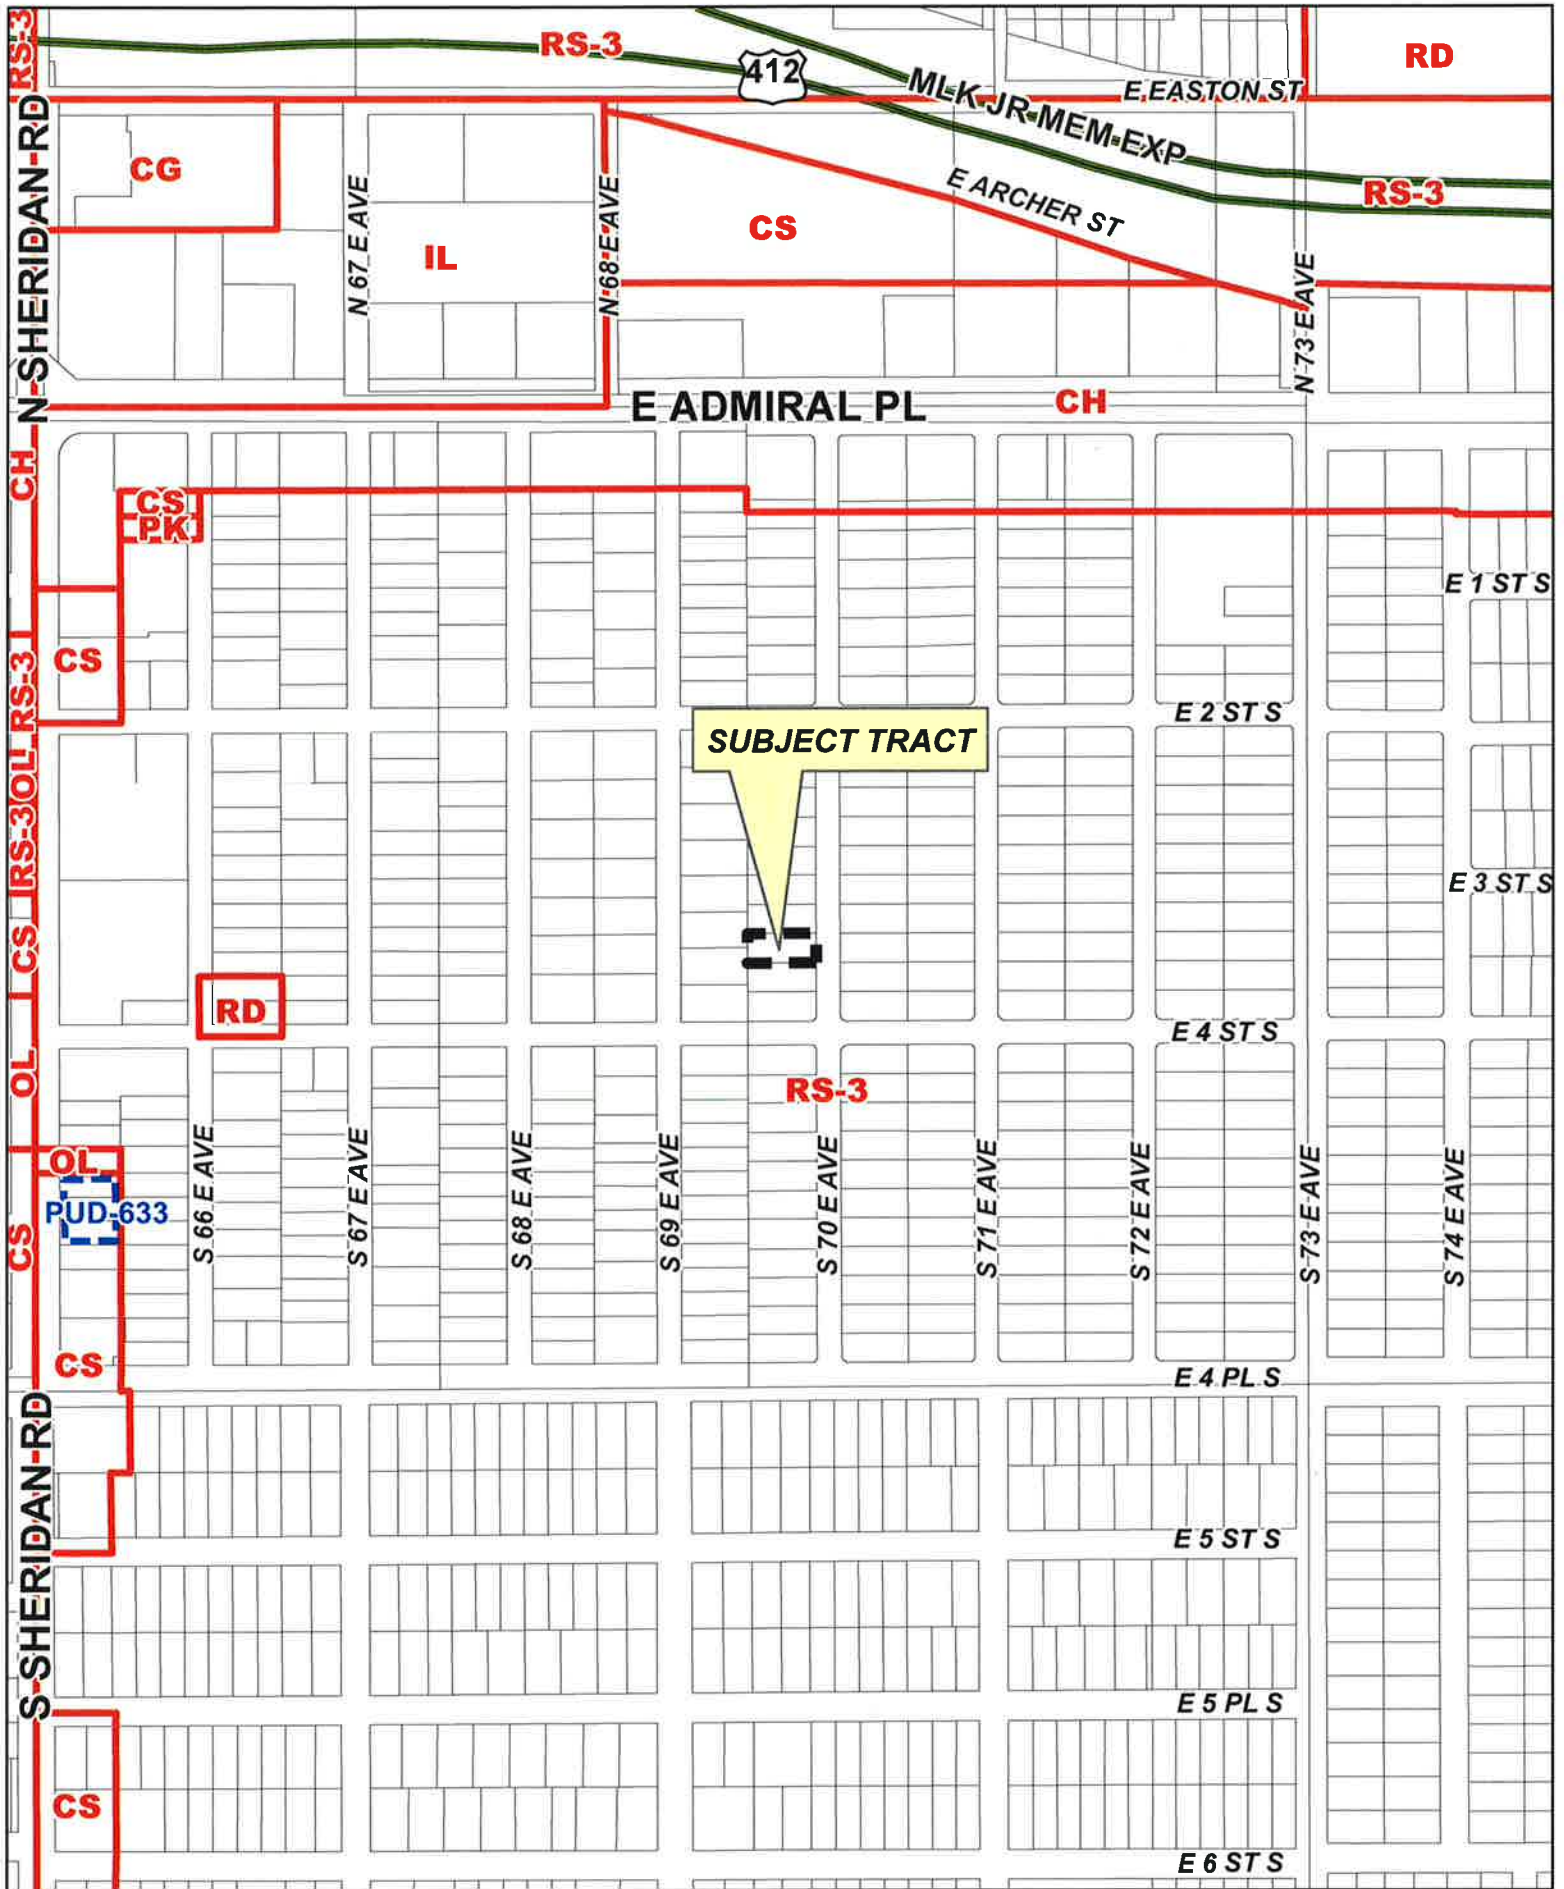 RS-3
RS-3
412
RD
E EASTON ST
MLK JR MEM EXP
N SHERIDAN RD
CG
N 67 E AVE
IL
N 68 E AVE
CS
E ARCHER ST
RS-3
N 73 E AVE
E ADMIRAL PL
CH
CH
CS
PK
E 1 ST S
CS
RS-3
E 2 ST S
SUBJECT TRACT
OL
RS-3
E 3 ST S
CS
RD
E 4 ST S
OL
RS-3
OL
PUD-633
S 66 E AVE
S 67 E AVE
S 68 E AVE
S 69 E AVE
S 70 E AVE
S 71 E AVE
S 72 E AVE
S 73 E AVE
S 74 E AVE
CS
CS
E 4 PL S
S SHERIDAN RD
E 5 ST S
E 5 PL S
CS
E 6 ST S